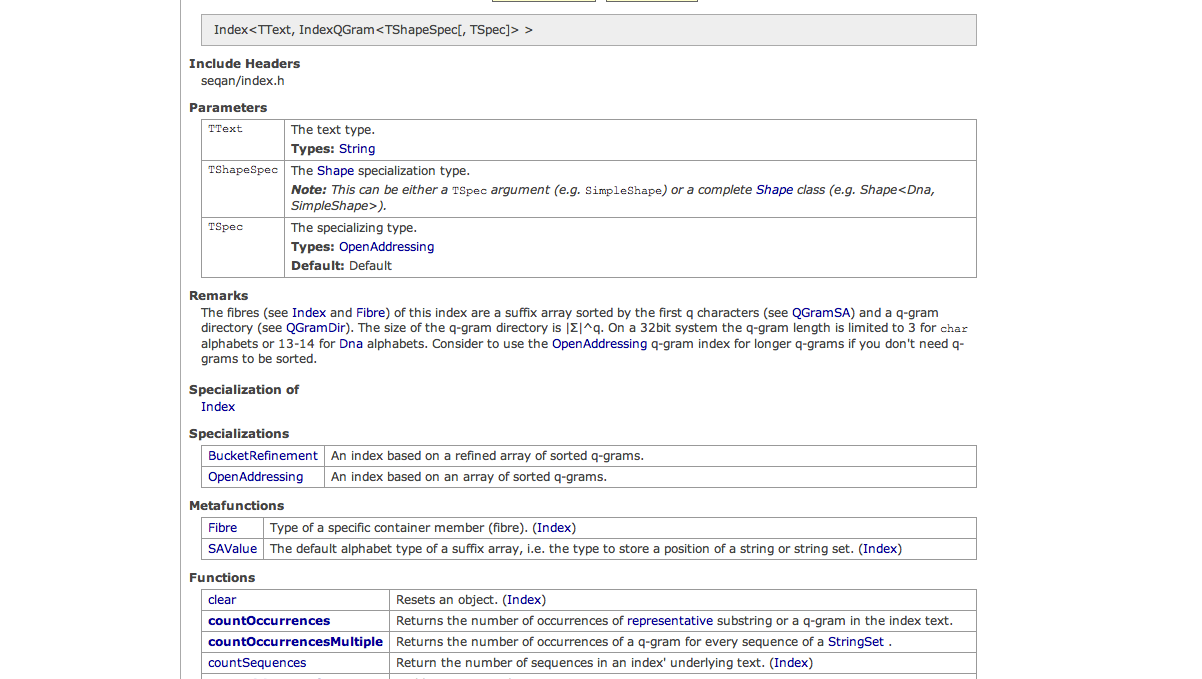 Index<TText, IndexQGram<TShapeSpec[, TSpec]> >
Include Headers
seqan/index.h
Parameters
TText The text type.
Types: String
TShapeSpec The Shape specialization type.
Note: This can be either a TSpec argument (e.g. SimpleShape) or a complete Shape class (e.g. Shape<Dna,
SimpleShape>).
TSpec The specializing type.
Types: OpenAddressing
Default: Default
Remarks
The fibres (see Index and Fibre) of this index are a suffix array sorted by the first q characters (see QGramSA) and a q-gram
directory (see QGramDir). The size of the q-gram directory is |Σ|^q. On a 32bit system the q-gram length is limited to 3 for char
alphabets or 13-14 for Dna alphabets. Consider to use the OpenAddressing q-gram index for longer q-grams if you don't need q-
grams to be sorted.
Specialization of
Index
Specializations
BucketRefinement An index based on a refined array of sorted q-grams.
OpenAddressing An index based on an array of sorted q-grams.
Metafunctions
Fibre Type of a specific container member (fibre). (Index)
SAValue The default alphabet type of a suffix array, i.e. the type to store a position of a string or string set. (Index)
Functions
clear Resets an object. (Index)
countOccurrences Returns the number of occurrences of representative substring or a q-gram in the index text.
countOccurrencesMultiple Returns the number of occurrences of a q-gram for every sequence of a StringSet .
countSequences Return the number of sequences in an index' underlying text. (Index)